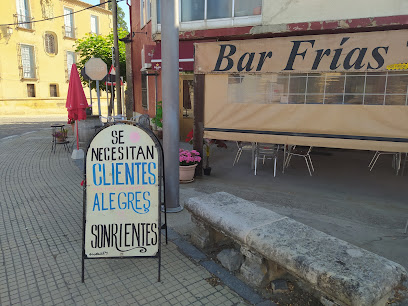 Bar Frías
SE
NECESITAN
CLIENTES
ALEGRES
SONRIENTES